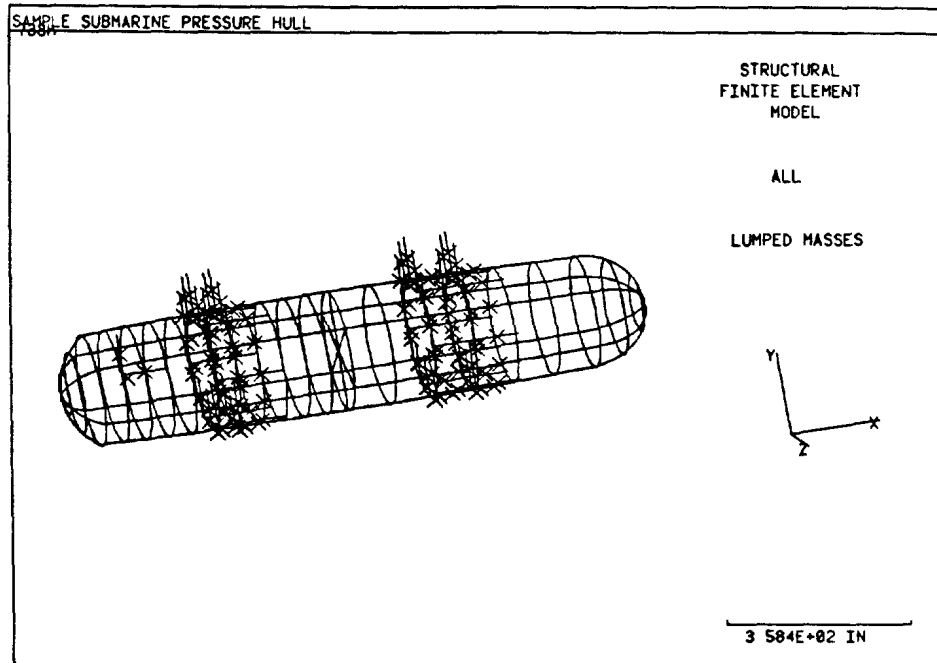 SAMPLE SUBMARINE PRESSURE HULL
STRUCTURAL
FINITE ELEMENT
MODEL
ALL
LUMPED MASSES
Y
X
Z
3 584E+02 IN